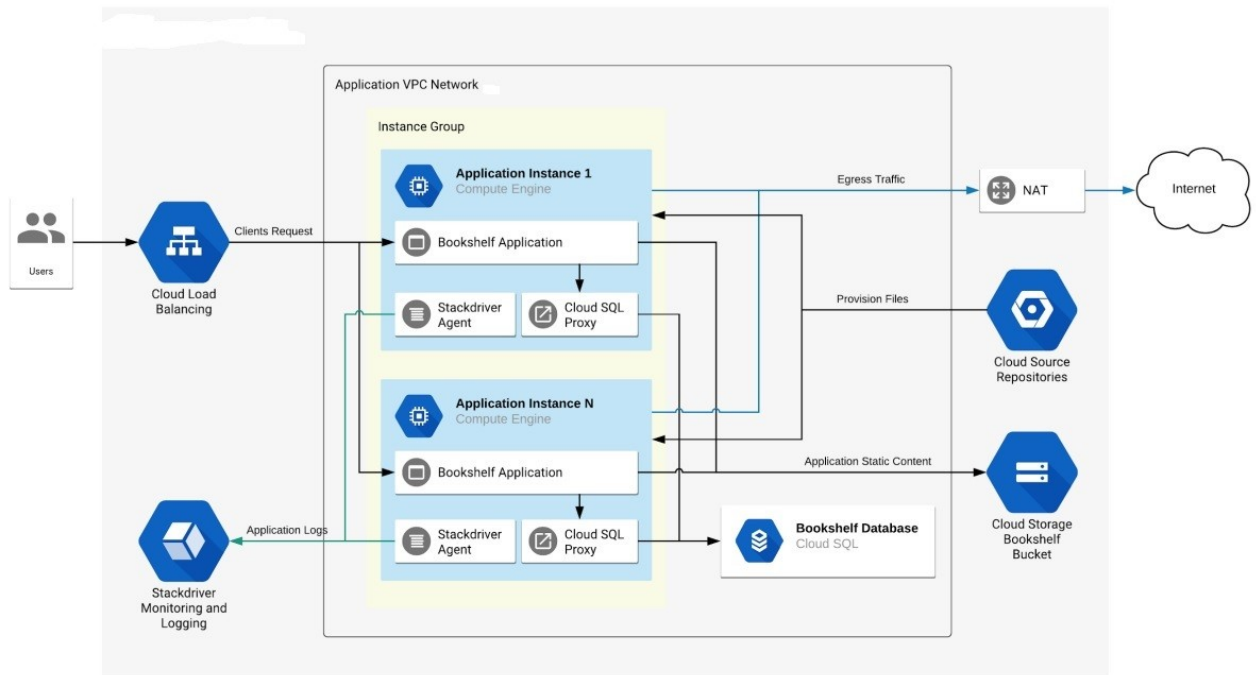 Application VPC Network
Instance Group
Application Instance 1
Compute Engine
Egress Traffic
NAT
Internet
Users
Clients Request
Bookshelf Application
Cloud Load
Balancing
Stackdriver
Agent
Cloud SQL
Proxy
Provision Files
Cloud Source
Repositories
Application Instance N
Compute Engine
Bookshelf Application
Application Static Content
Cloud Storage
Bookshelf
Bucket
Application Logs
Stackdriver
Agent
Cloud SQL
Proxy
Bookshelf Database
Cloud SQL
Stackdriver
Monitoring and
Logging